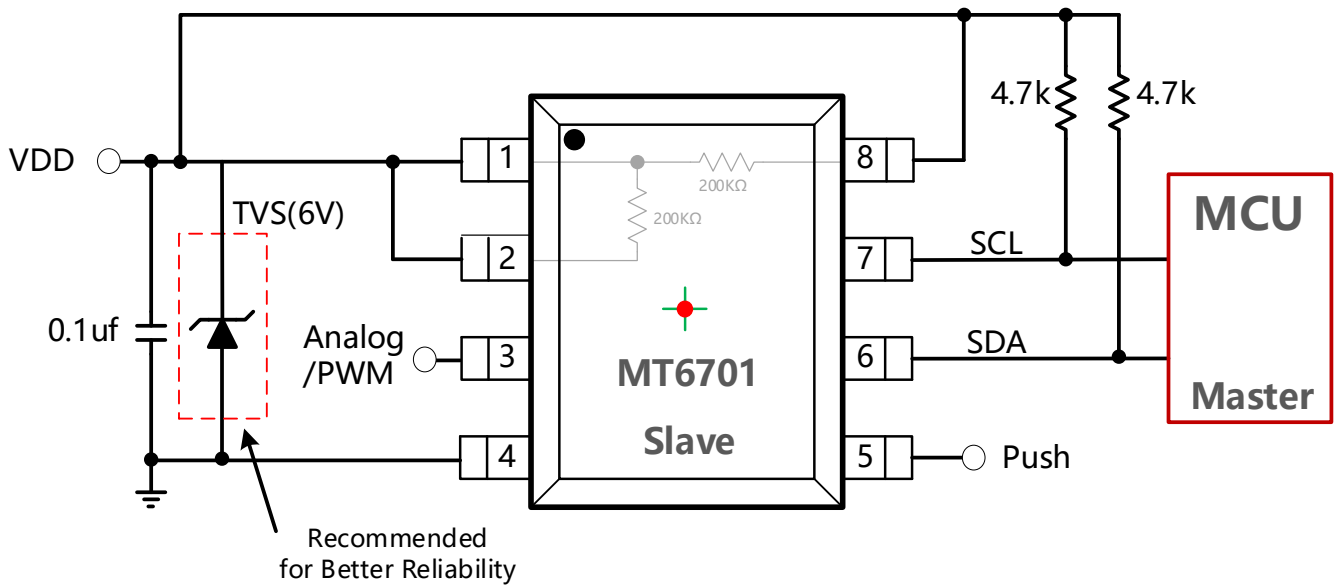 4.7k
4.7k
VDD
1
8
200KΩ
TVS(6V)
200KΩ
MCU
2
7
SCL
0.1uf
Analog
/PWM
3
6
SDA
MT6701
Master
Slave
4
5
Push
Recommended
for Better Reliability